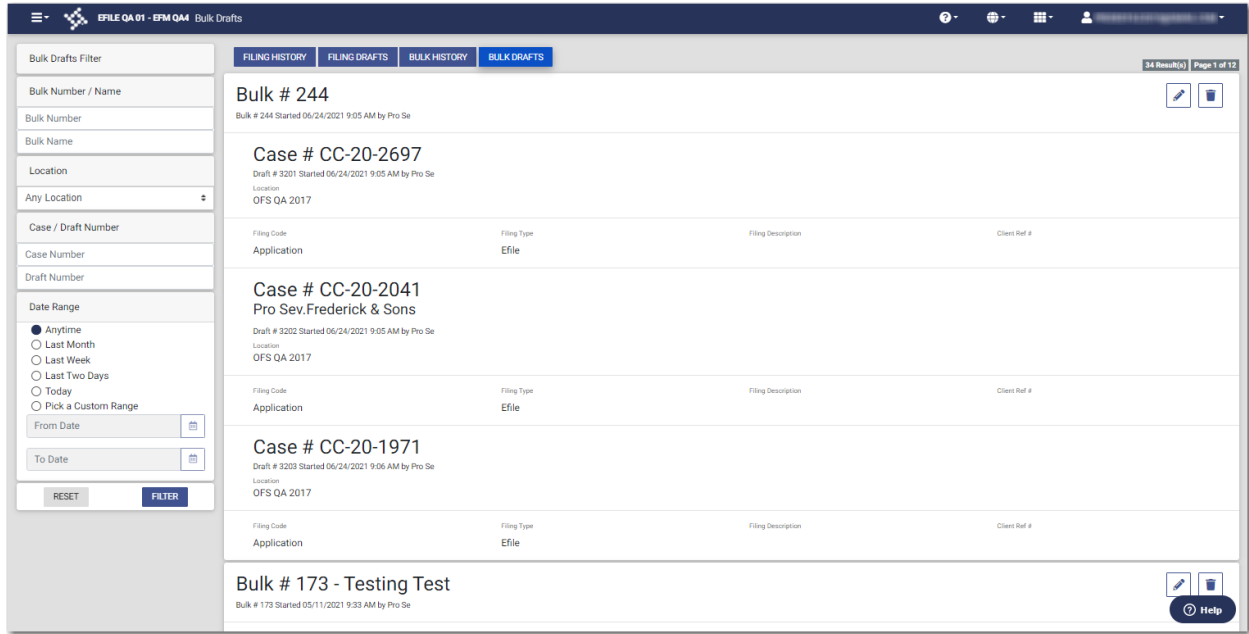 EFILE QA 01 - EFM QA4 Bulk Drafts
Bulk Drafts Filter
Bulk Number / Name
Bulk Number
Bulk Name
Location
Any Location
Case / Draft Number
Case Number
Draft Number
Date Range
Anytime
Last Month
Last Week
Last Two Days
Today
Pick a Custom Range
From Date
To Date
RESET FILTER
FILING HISTORY FILING DRAFTS BULK HISTORY BULK DRAFTS
34 Result(s) Page 1 of 12
Bulk # 244
Bulk # 244 Started 06/24/2021 9:05 AM by Pro Se
Case # CC-20-2697
Draft # 3201 Started 06/24/2021 9:05 AM by Pro Se
Location
OFS QA 2017
Filing Code Filing Type Filing Description Client Ref #
Application Efile
Case # CC-20-2041
Pro Sev.Frederick & Sons
Draft # 3202 Started 06/24/2021 9:05 AM by Pro Se
Location
OFS QA 2017
Filing Code Filing Type Filing Description Client Ref #
Application Efile
Case # CC-20-1971
Draft # 3203 Started 06/24/2021 9:06 AM by Pro Se
Location
OFS QA 2017
Filing Code Filing Type Filing Description Client Ref #
Application Efile
Bulk # 173 - Testing Test
Bulk # 173 Started 05/11/2021 9:33 AM by Pro Se
Help